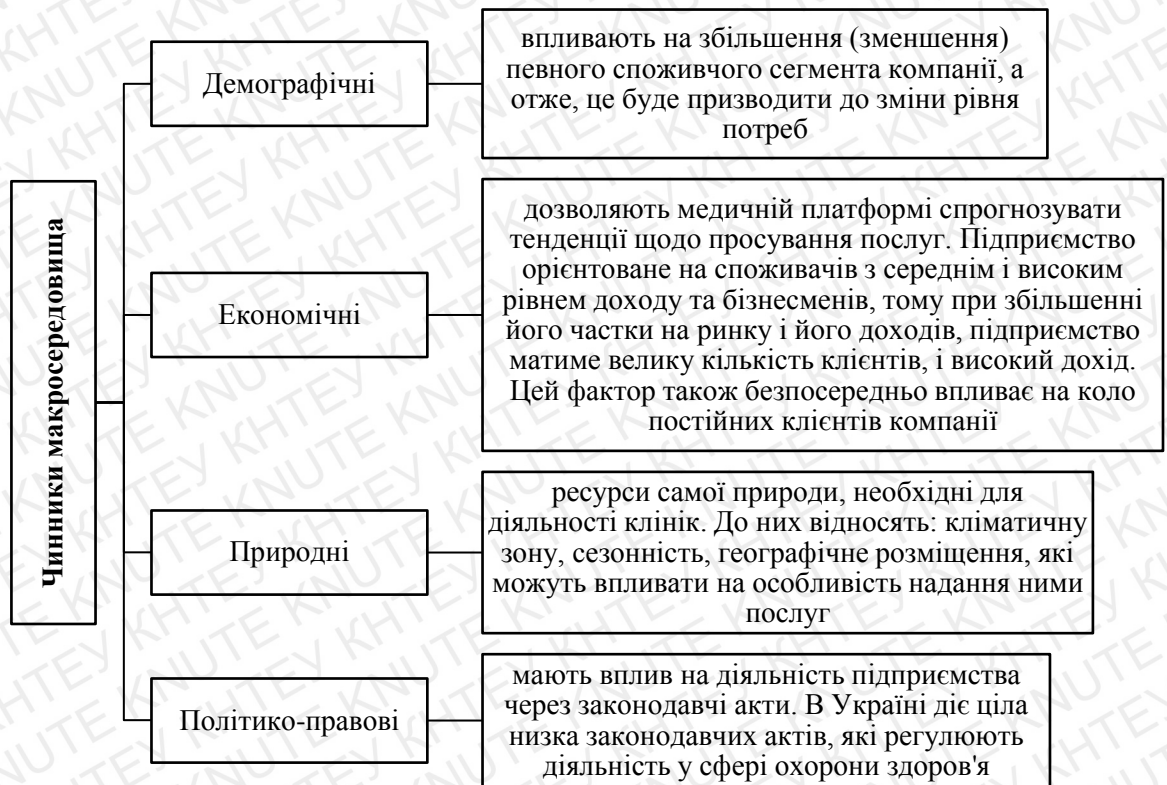 Чинники макросередовища
Демографічні
впливають на збільшення (зменшення)
певного споживчого сегмента компанії, а
отже, це буде призводити до зміни рівня
потреб
Економічні
дозволяють медичній платформі спрогнозувати
тенденції щодо просування послуг. Підприємство
орієнтоване на споживачів з середнім і високим
рівнем доходу та бізнесменів, тому при збільшенні
його частки на ринку і його доходів, підприємство
матиме велику кількість клієнтів, і високий дохід.
Цей фактор також безпосередньо впливає на коло
постійних клієнтів компанії
Природні
ресурси самої природи, необхідні для
діяльності клінік. До них відносять: кліматичну
зону, сезонність, географічне розміщення, які
можуть впливати на особливість надання ними
послуг
Політико-правові
мають вплив на діяльність підприємства
через законодавчі акти. В Україні діє ціла
низка законодавчих актів, які регулюють
діяльність у сфері охорони здоров'я